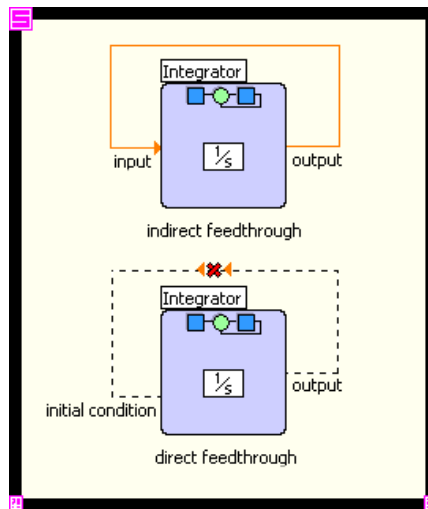 Integrator
1/s
input
output
indirect feedthrough
Integrator
1/s
output
initial condition
direct feedthrough